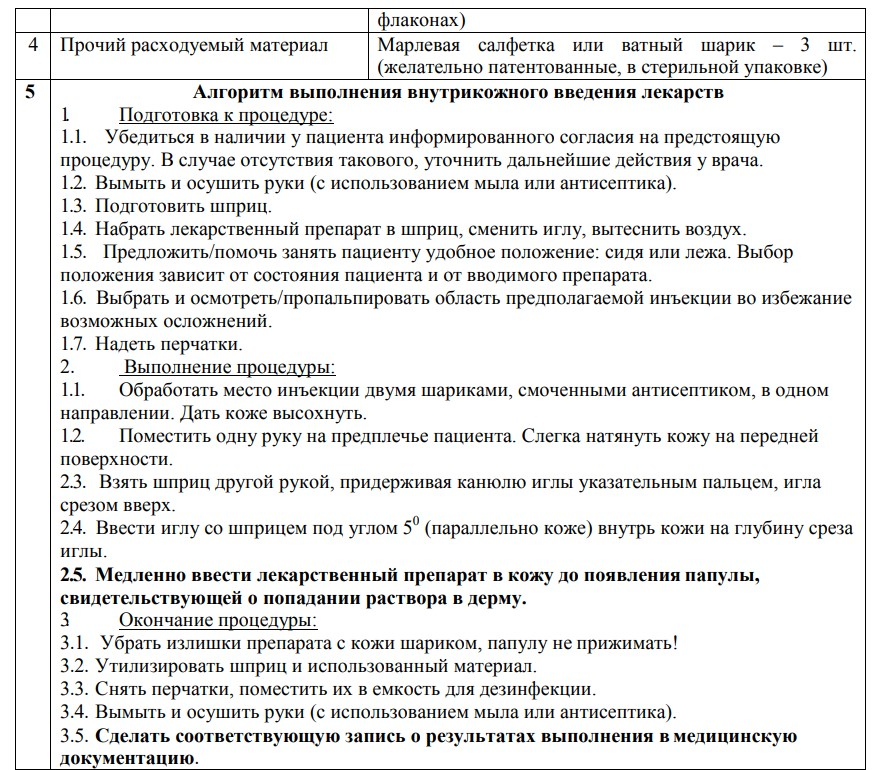 флаконах)
4 Прочий расходуемый материал Марлевая салфетка или ватный шарик – 3 шт.
(желательно патентованные, в стерильной упаковке)
5 Алгоритм выполнения внутрикожного введения лекарств
1. Подготовка к процедуре:
1.1. Убедиться в наличии у пациента информированного согласия на предстоящую
процедуру. В случае отсутствия такового, уточнить дальнейшие действия у врача.
1.2. Вымыть и осушить руки (с использованием мыла или антисептика).
1.3. Подготовить шприц.
1.4. Набрать лекарственный препарат в шприц, сменить иглу, вытеснить воздух.
1.5. Предложить/помочь занять пациенту удобное положение: сидя или лежа. Выбор
положения зависит от состояния пациента и от вводимого препарата.
1.6. Выбрать и осмотреть/пропальпировать область предполагаемой инъекции во избежание
возможных осложнений.
1.7. Надеть перчатки.
2. Выполнение процедуры:
1.1. Обработать место инъекции двумя шариками, смоченными антисептиком, в одном
направлении. Дать коже высохнуть.
1.2. Поместить одну руку на предплечье пациента. Слегка натянуть кожу на передней
поверхности.
2.3. Взять шприц другой рукой, придерживая канюлю иглы указательным пальцем, игла
срезом вверх.
2.4. Ввести иглу со шприцем под углом 5⁰ (параллельно коже) внутрь кожи на глубину среза
иглы.
2.5. Медленно ввести лекарственный препарат в кожу до появления папулы,
свидетельствующей о попадании раствора в дерму.
3. Окончание процедуры:
3.1. Убрать излишки препарата с кожи шариком, папулу не прижимать!
3.2. Утилизировать шприц и использованный материал.
3.3. Снять перчатки, поместить их в емкость для дезинфекции.
3.4. Вымыть и осушить руки (с использованием мыла или антисептика).
3.5. Сделать соответствующую запись о результатах выполнения в медицинскую
документацию.